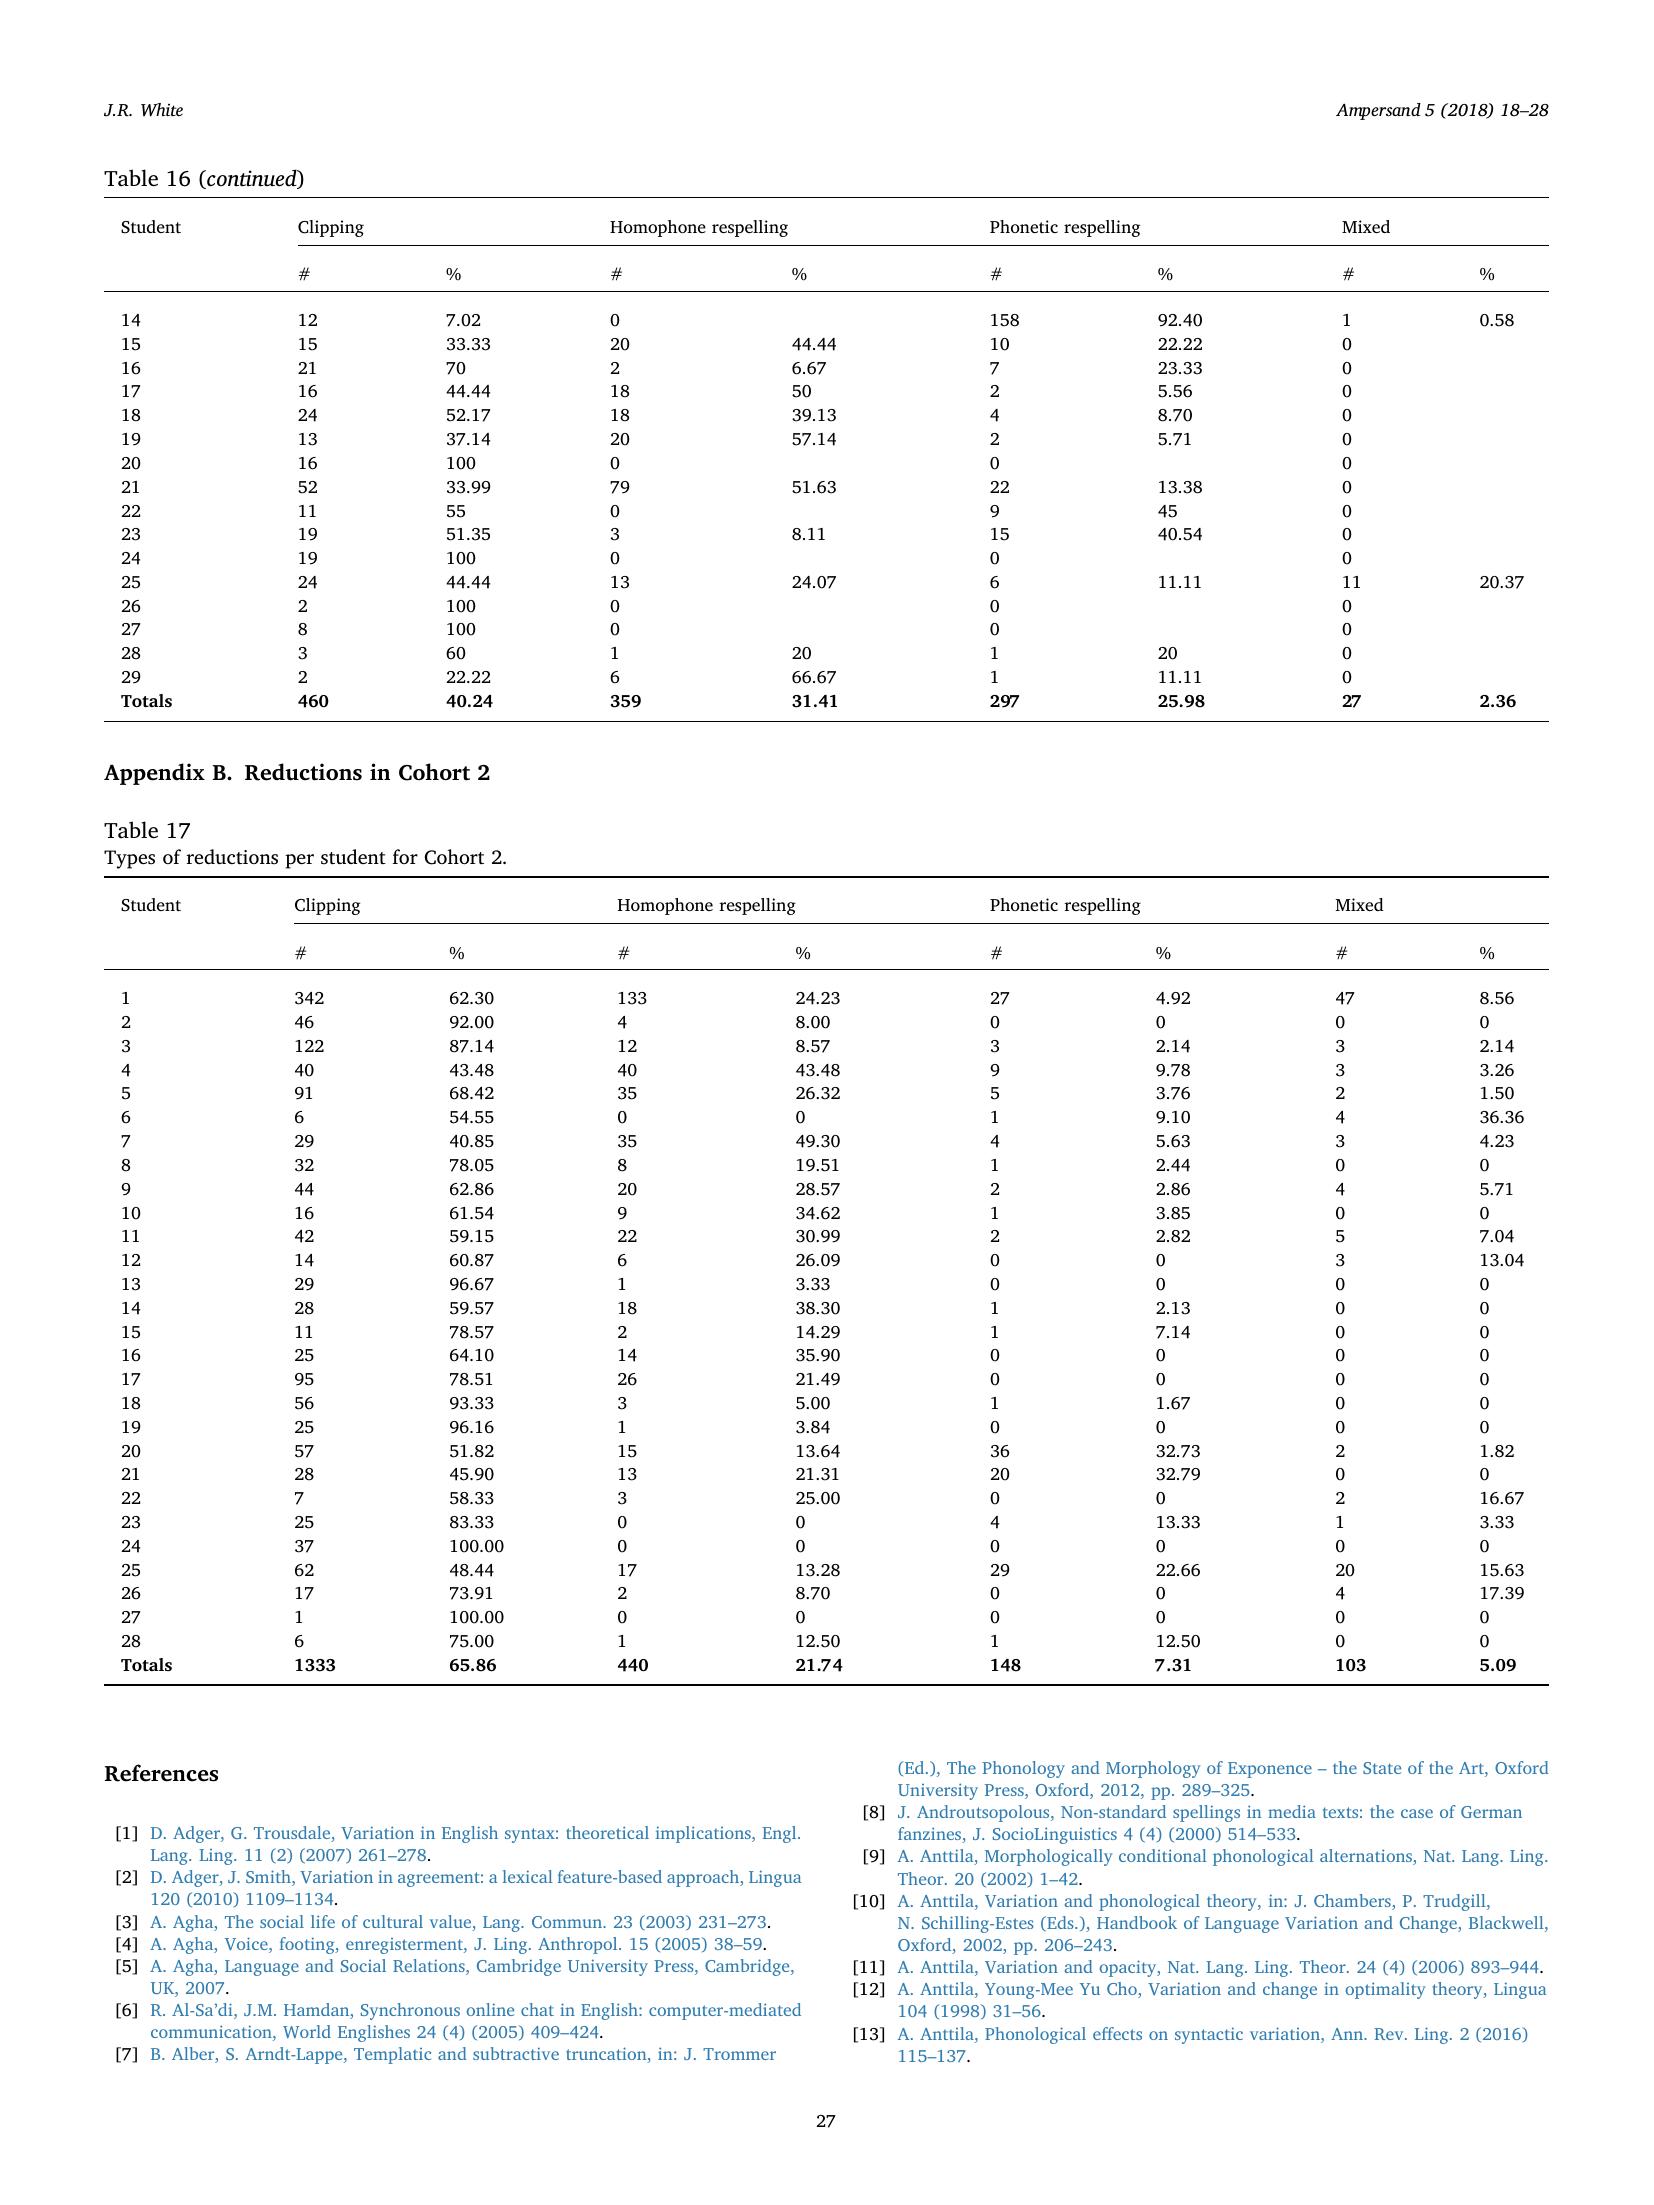 J.R. White
Ampersand 5 (2018) 18–28
Table 16 (continued)
Student Clipping Homophone respelling Phonetic respelling Mixed
# % # % # % # %
14 12 7.02 0 158 92.40 1 0.58
15 15 33.33 20 44.44 10 22.22 0
16 21 70 2 6.67 7 23.33 0
17 16 44.44 18 50 2 5.56 0
18 24 52.17 18 39.13 4 8.70 0
19 13 37.14 20 57.14 2 5.71 0
20 16 100 0 0 0
21 52 33.99 79 51.63 22 13.38 0
22 11 55 0 9 45 0
23 19 51.35 3 8.11 15 40.54 0
24 19 100 0 0 0
25 24 44.44 13 24.07 6 11.11 11 20.37
26 2 100 0 0 0
27 8 100 0 0 0
28 3 60 1 20 1 20 0
29 2 22.22 6 66.67 1 11.11 0
Totals 460 40.24 359 31.41 297 25.98 27 2.36
Appendix B. Reductions in Cohort 2
Table 17
Types of reductions per student for Cohort 2.
Student Clipping Homophone respelling Phonetic respelling Mixed
# % # % # % # %
1 342 62.30 133 24.23 27 4.92 47 8.56
2 46 92.00 4 8.00 0 0 0 0
3 122 87.14 12 8.57 3 2.14 3 2.14
4 40 43.48 40 43.48 9 9.78 3 3.26
5 91 68.42 35 26.32 5 3.76 2 1.50
6 6 54.55 0 0 1 9.10 4 36.36
7 29 40.85 35 49.30 4 5.63 3 4.23
8 32 78.05 8 19.51 1 2.44 0 0
9 44 62.86 20 28.57 2 2.86 4 5.71
10 16 61.54 9 34.62 1 3.85 0 0
11 42 59.15 22 30.99 2 2.82 5 7.04
12 14 60.87 6 26.09 0 0 3 13.04
13 29 96.67 1 3.33 0 0 0 0
14 28 59.57 18 38.30 1 2.13 0 0
15 11 78.57 2 14.29 1 7.14 0 0
16 25 64.10 14 35.90 0 0 0 0
17 95 78.51 26 21.49 0 0 0 0
18 56 93.33 3 5.00 1 1.67 0 0
19 25 96.16 1 3.84 0 0 0 0
20 57 51.82 15 13.64 36 32.73 2 1.82
21 28 45.90 13 21.31 20 32.79 0 0
22 7 58.33 3 25.00 0 0 2 16.67
23 25 83.33 0 0 4 13.33 1 3.33
24 37 100.00 0 0 0 0 0 0
25 62 48.44 17 13.28 29 22.66 20 15.63
26 17 73.91 2 8.70 0 0 4 17.39
27 1 100.00 0 0 0 0 0 0
28 6 75.00 1 12.50 1 12.50 0 0
Totals 1333 65.86 440 21.74 148 7.31 103 5.09
References
[1] D. Adger, G. Trousdale, Variation in English syntax: theoretical implications, Engl.
Lang. Ling. 11 (2) (2007) 261–278.
[2] D. Adger, J. Smith, Variation in agreement: a lexical feature-based approach, Lingua
120 (2010) 1109–1134.
[3] A. Agha, The social life of cultural value, Lang. Commun. 23 (2003) 231–273.
[4] A. Agha, Voice, footing, enregisterment, J. Ling. Anthropol. 15 (2005) 38–59.
[5] A. Agha, Language and Social Relations, Cambridge University Press, Cambridge,
UK, 2007.
[6] R. Al-Sa’di, J.M. Hamdan, Synchronous online chat in English: computer-mediated
communication, World Englishes 24 (4) (2005) 409–424.
[7] B. Alber, S. Arndt-Lappe, Templatic and subtractive truncation, in: J. Trommer
(Ed.), The Phonology and Morphology of Exponence – the State of the Art, Oxford
University Press, Oxford, 2012, pp. 289–325.
[8] J. Androutsopolous, Non-standard spellings in media texts: the case of German
fanzines, J. SocioLinguistics 4 (4) (2000) 514–533.
[9] A. Anttila, Morphologically conditional phonological alternations, Nat. Lang. Ling.
Theor. 20 (2002) 1–42.
[10] A. Anttila, Variation and phonological theory, in: J. Chambers, P. Trudgill,
N. Schilling-Estes (Eds.), Handbook of Language Variation and Change, Blackwell,
Oxford, 2002, pp. 206–243.
[11] A. Anttila, Variation and opacity, Nat. Lang. Ling. Theor. 24 (4) (2006) 893–944.
[12] A. Anttila, Young-Mee Yu Cho, Variation and change in optimality theory, Lingua
104 (1998) 31–56.
[13] A. Anttila, Phonological effects on syntactic variation, Ann. Rev. Ling. 2 (2016)
115–137.
27